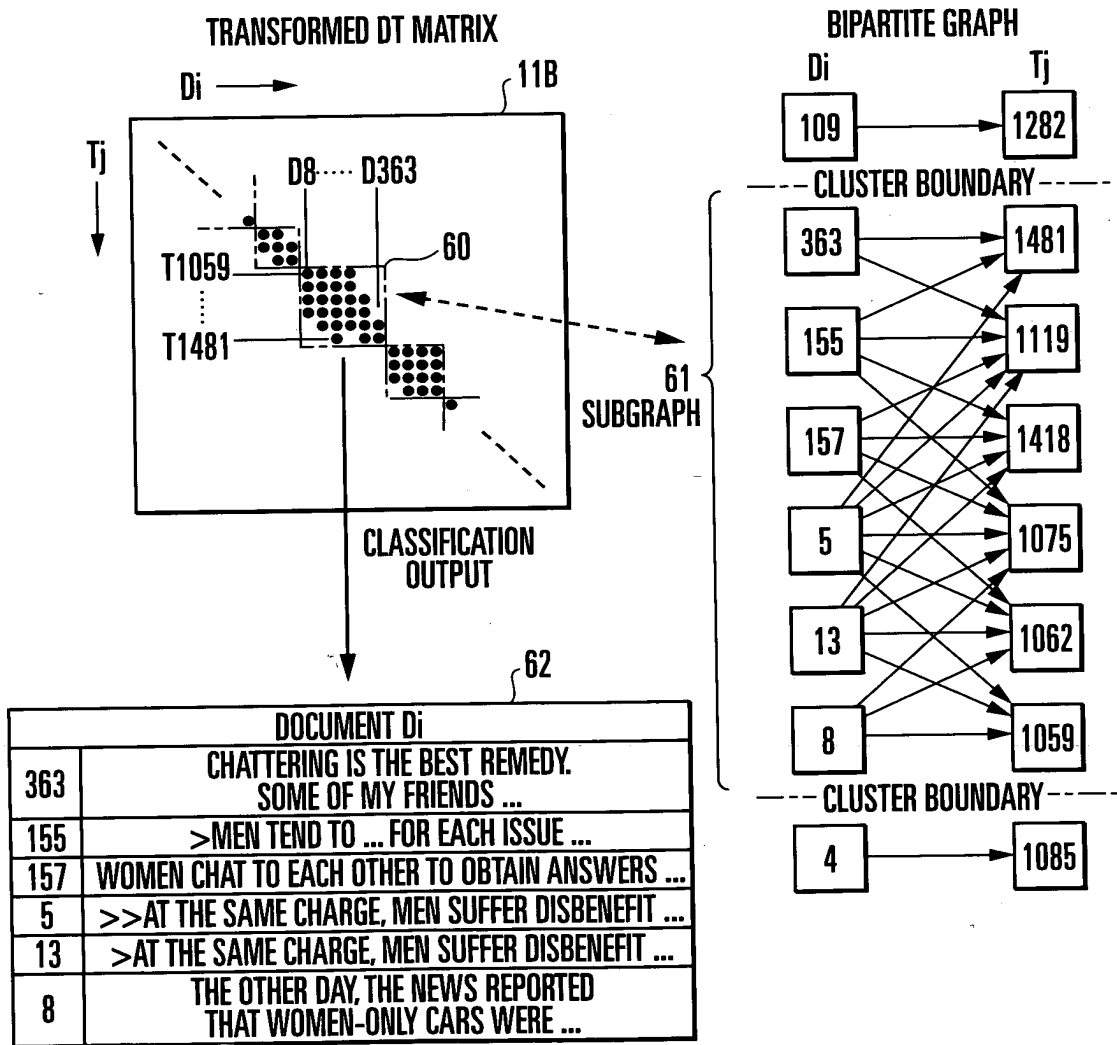 TRANSFORMED DT MATRIX
Di
11B
Tj
D8 ..... D363
60
T1059
.....
T1481
CLASSIFICATION
OUTPUT
62
DOCUMENT Di
363 CHATTERING IS THE BEST REMEDY.
SOME OF MY FRIENDS ...
155 >MEN TEND TO ... FOR EACH ISSUE ...
157 WOMEN CHAT TO EACH OTHER TO OBTAIN ANSWERS ...
5 >>AT THE SAME CHARGE, MEN SUFFER DISBENEFIT ...
13 >AT THE SAME CHARGE, MEN SUFFER DISBENEFIT ...
8 THE OTHER DAY, THE NEWS REPORTED
THAT WOMEN-ONLY CARS WERE ...
BIPARTITE GRAPH
Di Tj
109 1282
CLUSTER BOUNDARY
363 1481
155 1119
61
SUBGRAPH
157 1418
5 1075
13 1062
8 1059
CLUSTER BOUNDARY
4 1085